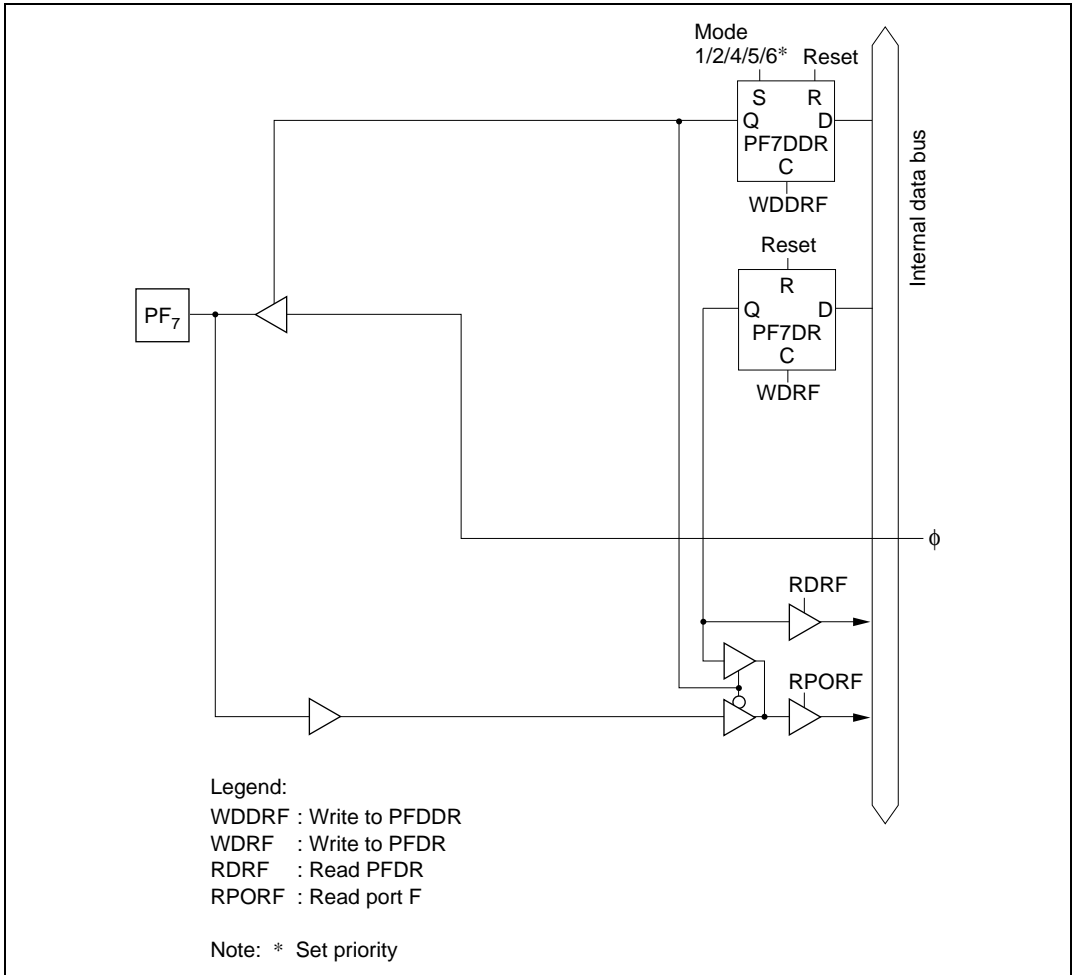 Mode
1/2/4/5/6* Reset
S R
Q D
PF7DDR
C
WDDRF
Internal data bus
Reset
R
Q D
PF7DR
C
WDRF
PF7
ϕ
RDRF
RPORF
Legend:
WDDRF : Write to PFDDR
WDRF : Write to PFDR
RDRF : Read PFDR
RPORF : Read port F
Note: * Set priority